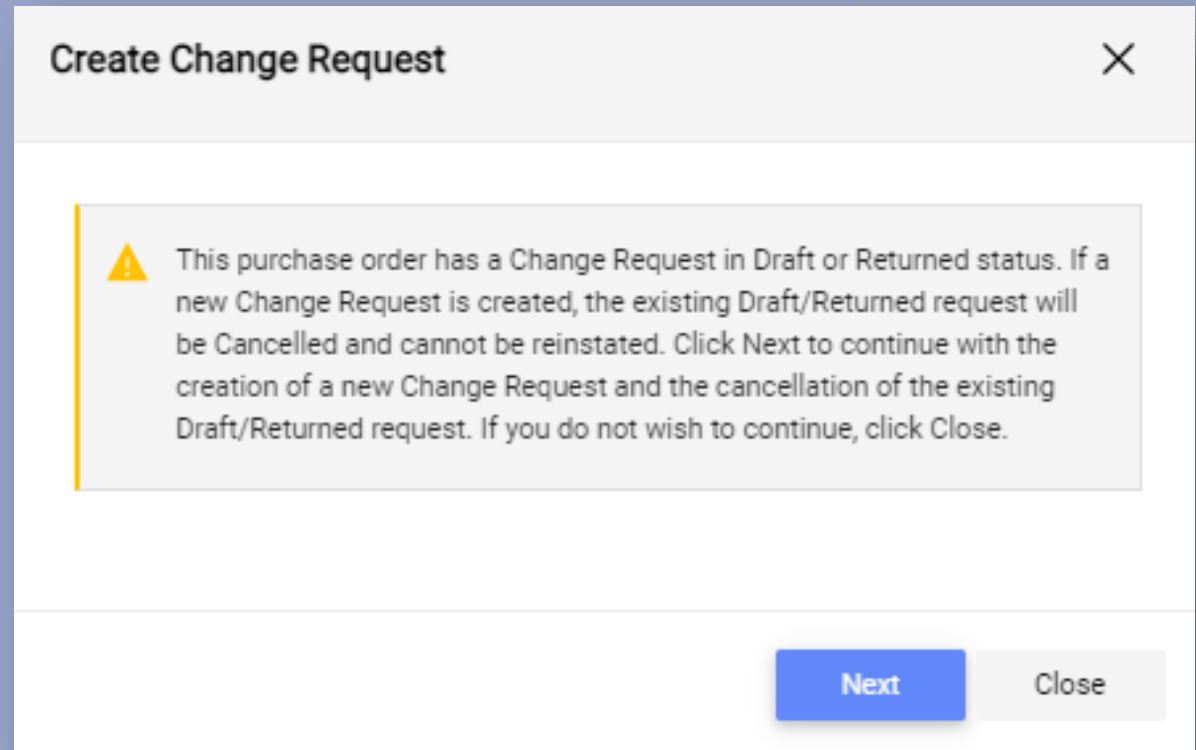 Create Change Request
This purchase order has a Change Request in Draft or Returned status. If a
new Change Request is created, the existing Draft/Returned request will
be Cancelled and cannot be reinstated. Click Next to continue with the
creation of a new Change Request and the cancellation of the existing
Draft/Returned request. If you do not wish to continue, click Close.
Next Close